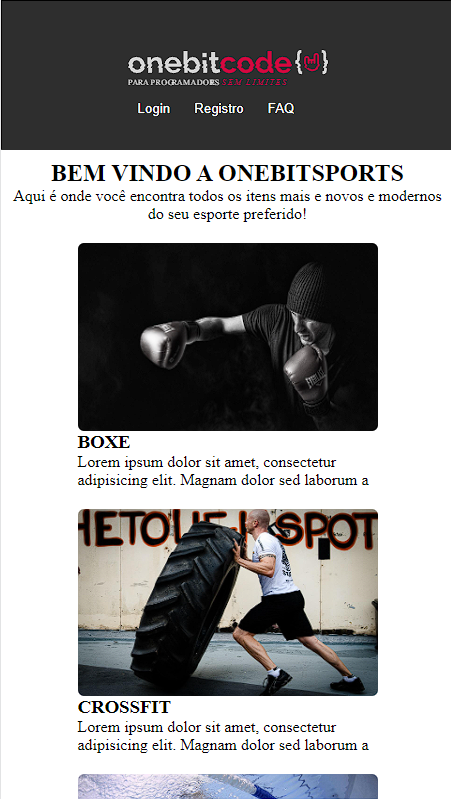 onebitcode{}
PARA PROGRAMADORES SEM LIMITES
Login Registro FAQ
BEM VINDO A ONEBITSPORTS
Aqui é onde você encontra todos os itens mais e novos e modernos
do seu esporte preferido!
EVERLAST
BOXE
Lorem ipsum dolor sit amet, consectetur
adipisicing elit. Magnam dolor sed laborum a
HETOUE SPOT
CROSSFIT
Lorem ipsum dolor sit amet, consectetur
adipisicing elit. Magnam dolor sed laborum a